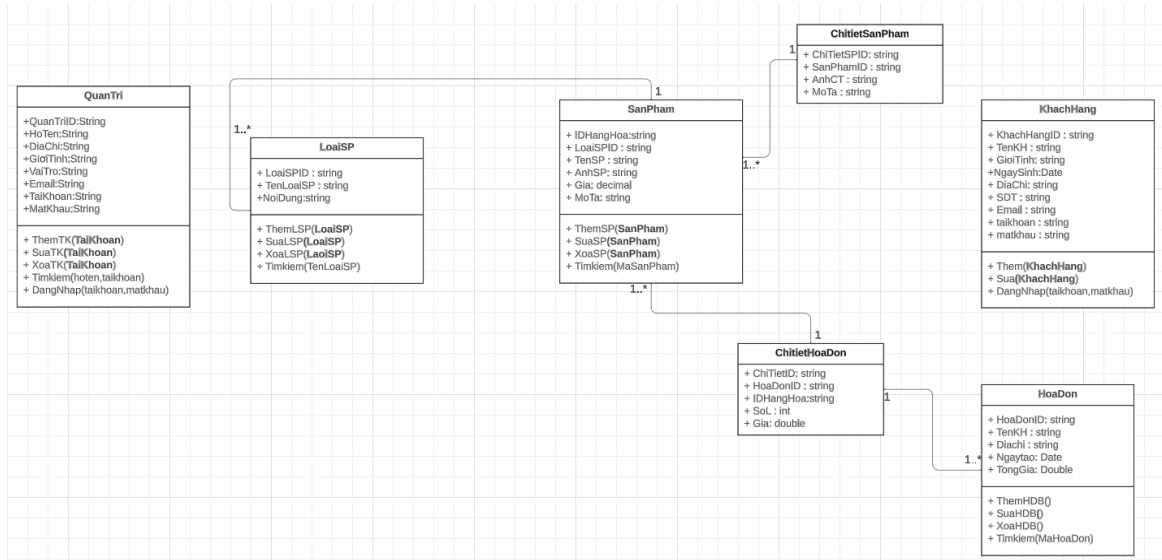 ChitietSanPham
+ ChiTietSPID: string
+ SanPhamID : string
+ AnhCT : string
+ MoTa : string
1
QuanTri
+QuanTriID:String
+HoTen:String
+DiaChi:String
+GioiTinh:String
+VaiTro:String
+Email:String
+TaiKhoan:String
+MatKhau:String
+ ThemTK(TaiKhoan)
+ SuaTK(TaiKhoan)
+ XoaTK(TaiKhoan)
+ Timkiem(hoten,taikhoan)
+ DangNhap(taikhoan,matkhau)
1..*
LoaiSP
+ LoaiSPID : string
+ TenLoaiSP : string
+NoiDung:string
+ ThemLSP(LoaiSP)
+ SuaLSP(LoaiSP)
+ XoaLSP(LaoiSP)
+ Timkiem(TenLoaiSP)
1
SanPham
+ IDHangHoa:string
+ LoaiSPID : string
+ TenSP : string
+ AnhSP : string
+ Gia: decimal
+ MoTa: string
+ ThemSP(SanPham)
+ SuaSP(SanPham)
+ XoaSP(SanPham)
+ Timkiem(MaSanPham)
1..*
1..*
KhachHang
+ KhachHangID : string
+ TenKH : string
+ GioiTinh: string
+NgaySinh:Date
+ DiaChi: string
+ SDT : string
+ Email : string
+ taikhoan : string
+ matkhau : string
+ Them(KhachHang)
+ Sua(KhachHang)
+ DangNhap(taikhoan,matkhau)
1
ChitietHoaDon
+ ChiTietID: string
+ HoaDonID : string
+ IDHangHoa:string
+ SoL : int
+ Gia: double
1
1..*
HoaDon
+ HoaDonID: string
+ TenKH : string
+ Diachi : string
+ Ngaytao: Date
+ TongGia: Double
+ ThemHDB()
+ SuaHDB()
+ XoaHDB()
+ Timkiem(MaHoaDon)